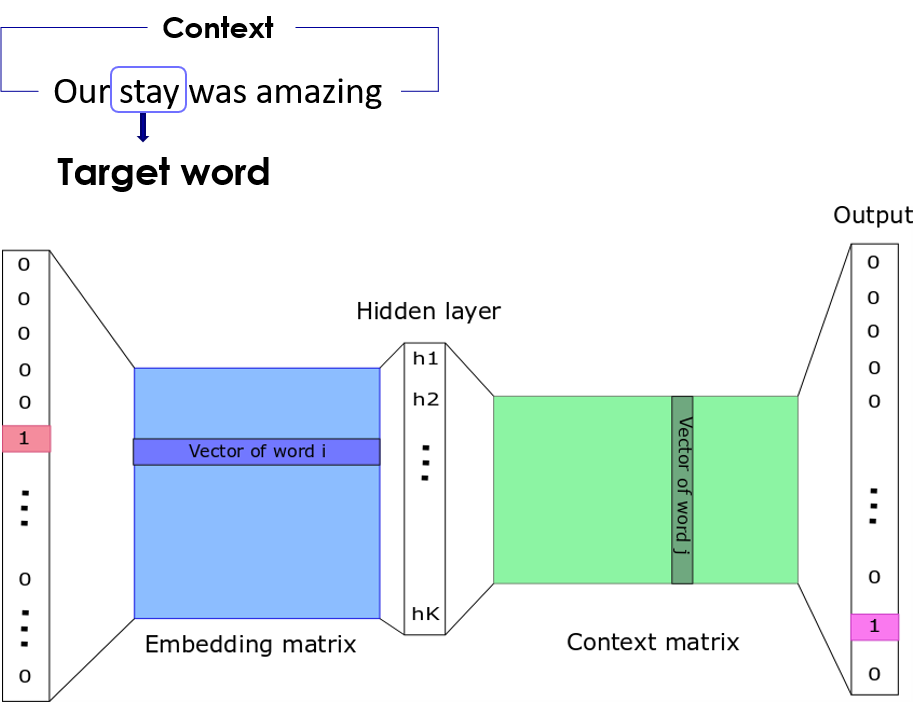 Context
Our stay was amazing
Target word
Output
0
0
0
0
0
1
...
0
...
0
Vector of word i
Embedding matrix
Hidden layer
h1
h2
...
hK
Vector of word j
Context matrix
0
0
0
0
0
...
0
1
0